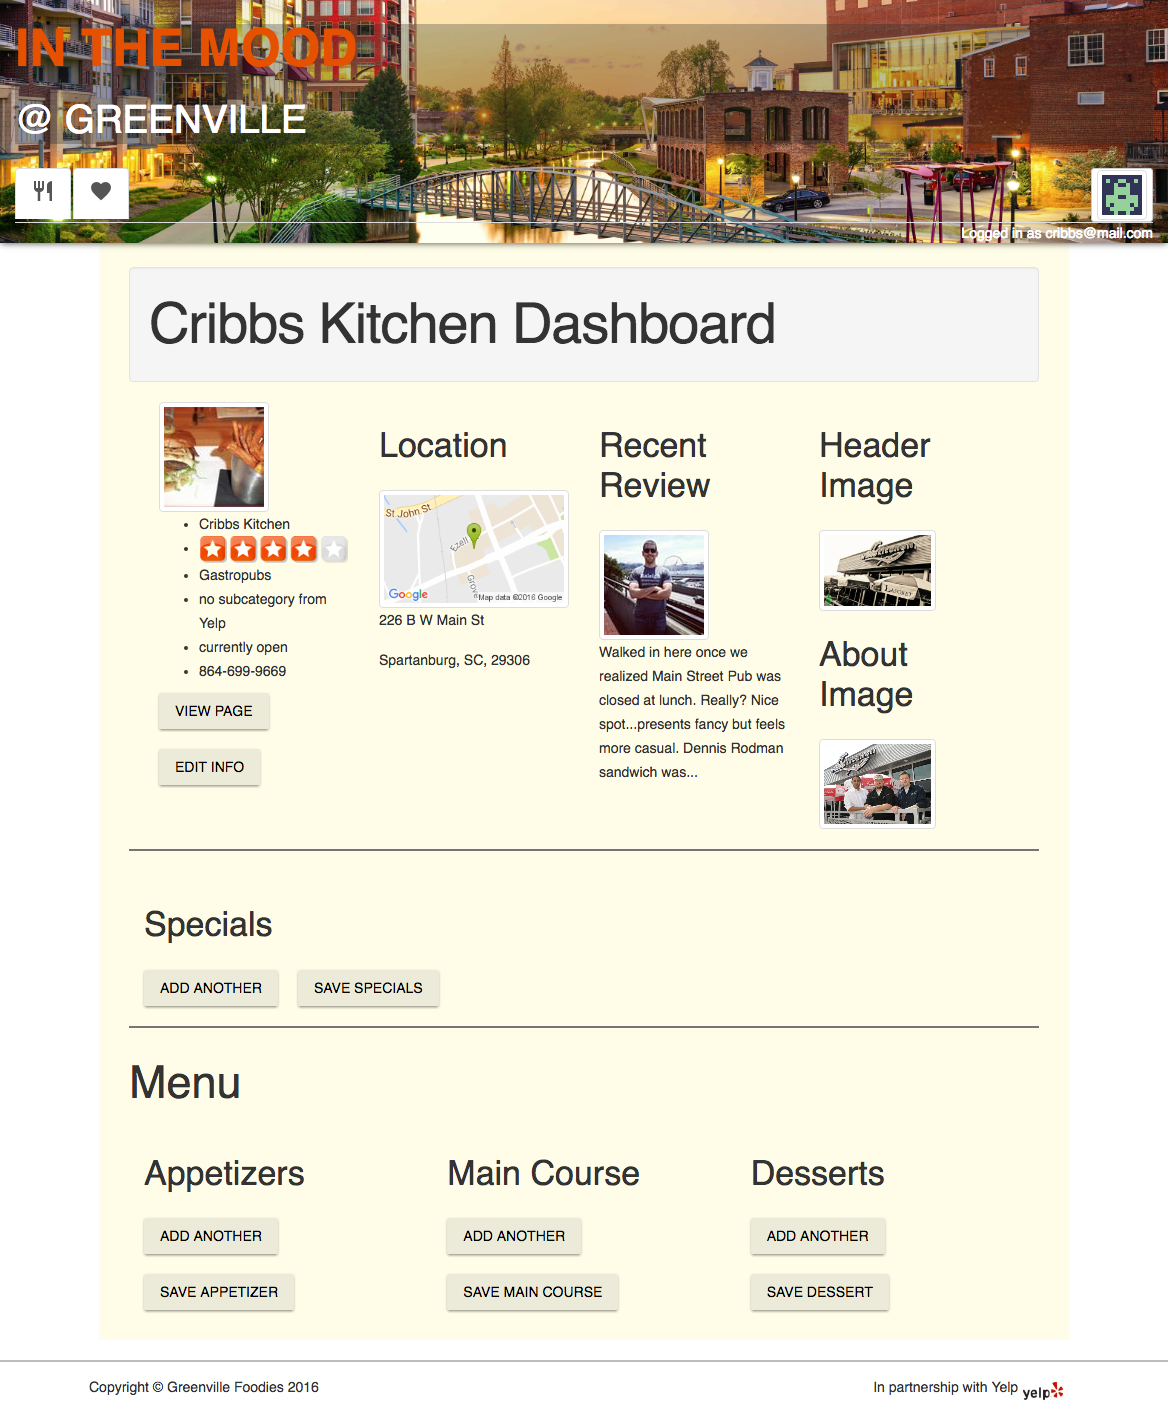 IN THE MOOD
@ GREENVILLE
Logged in as cribbs@mail.com
Cribbs Kitchen Dashboard
Cribbs Kitchen
Gastropubs
no subcategory from
Yelp
currently open
864-699-9669
VIEW PAGE
EDIT INFO
Location
St John St
Ezell
Grove
Google
Map data ©2016 Google
226 B W Main St
Spartanburg, SC, 29306
Recent
Review
Walked in here once we
realized Main Street Pub was
closed at lunch. Really? Nice
spot...presents fancy but feels
more casual. Dennis Rodman
sandwich was...
Header
Image
About
Image
Specials
ADD ANOTHER
SAVE SPECIALS
Menu
Appetizers
ADD ANOTHER
SAVE APPETIZER
Main Course
ADD ANOTHER
SAVE MAIN COURSE
Desserts
ADD ANOTHER
SAVE DESSERT
Copyright © Greenville Foodies 2016
In partnership with Yelp
yelp